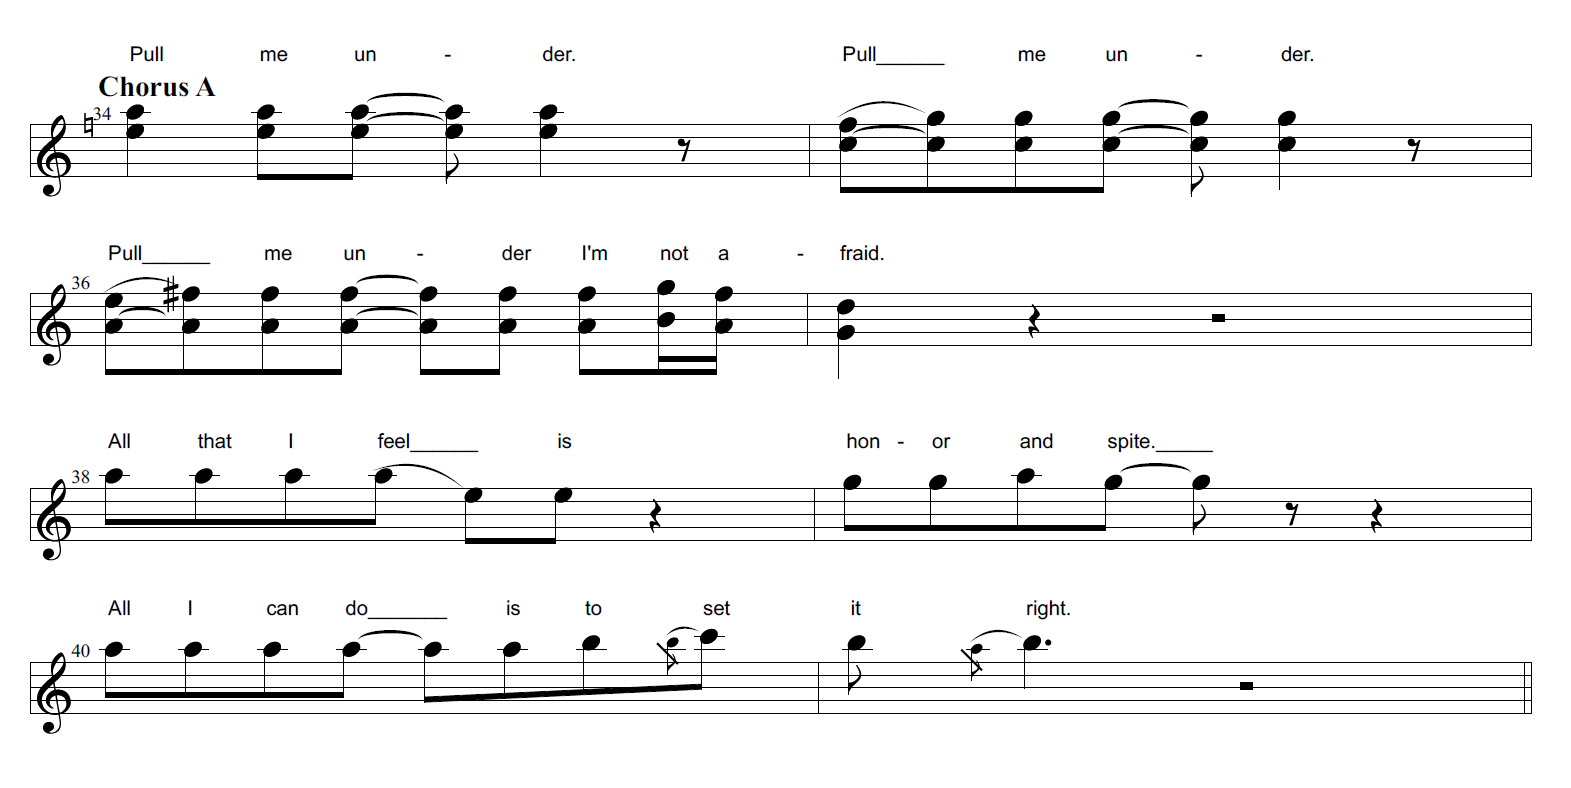 Pull me un - der. Pull______ me un - der.
Chorus A
34
Pull______ me un - der I'm not a - fraid.
36
All that I feel______ is hon - or and spite._____
38
All I can do_______ is to set it right.
40